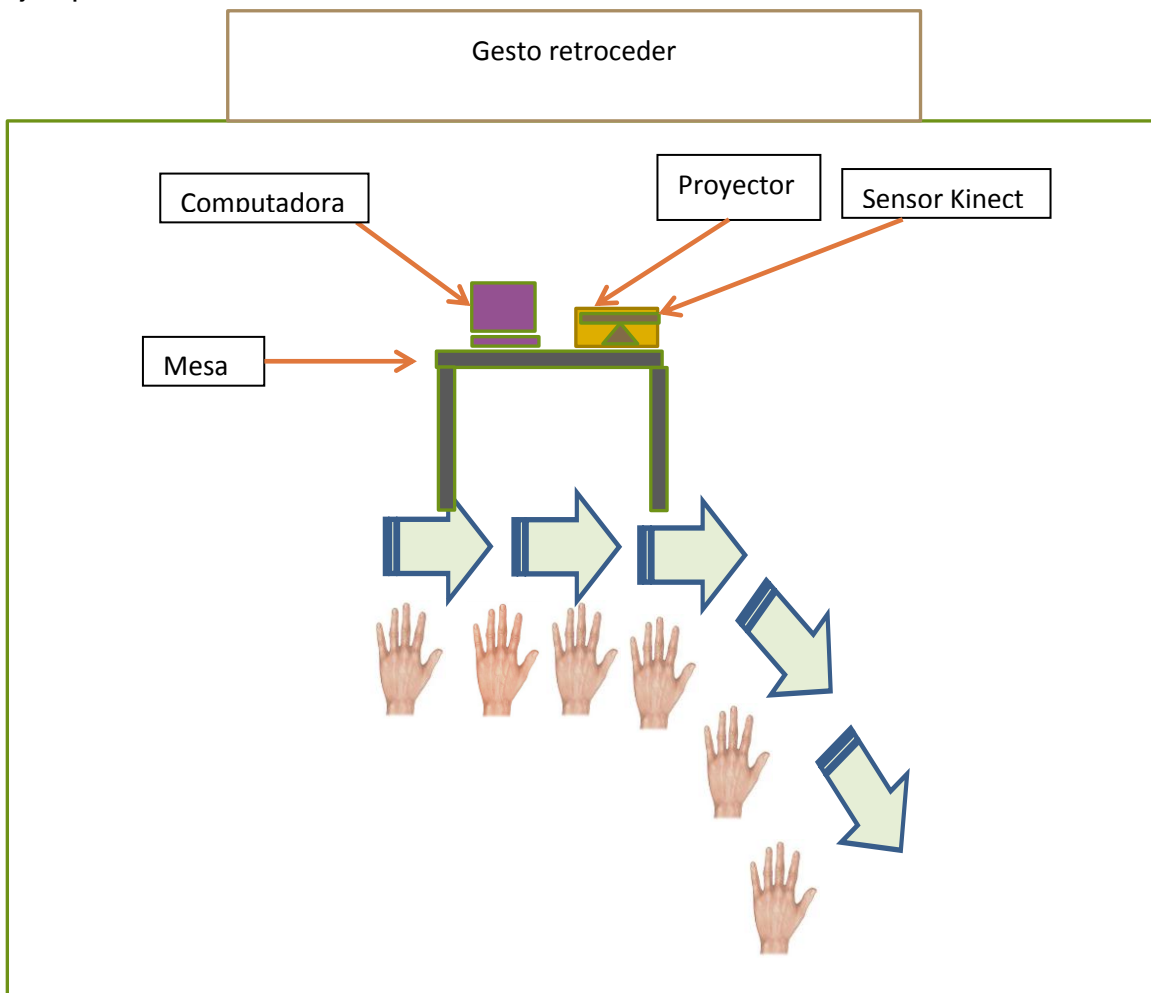 Gesto retroceder
Computadora
Proyector
Sensor Kinect
Mesa